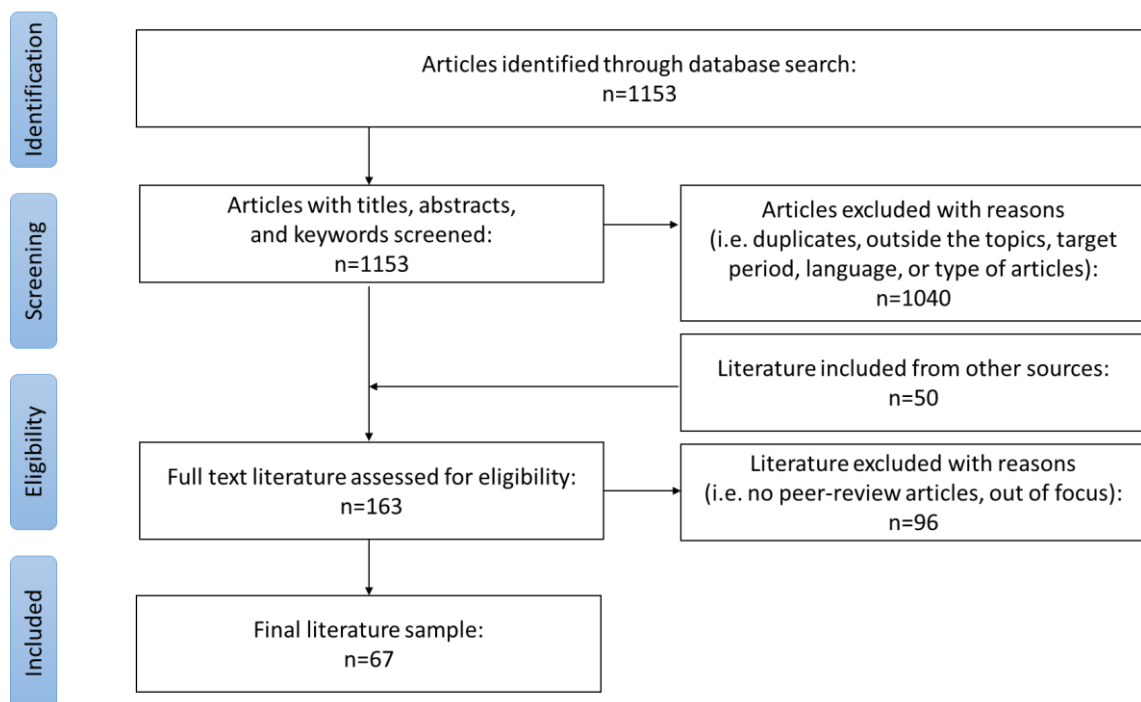 Identification
Articles identified through database search:
n=1153
Screening
Articles with titles, abstracts,
and keywords screened:
n=1153
Articles excluded with reasons
(i.e. duplicates, outside the topics, target
period, language, or type of articles):
n=1040
Literature included from other sources:
n=50
Eligibility
Full text literature assessed for eligibility:
n=163
Literature excluded with reasons
(i.e. no peer-review articles, out of focus):
n=96
Included
Final literature sample:
n=67